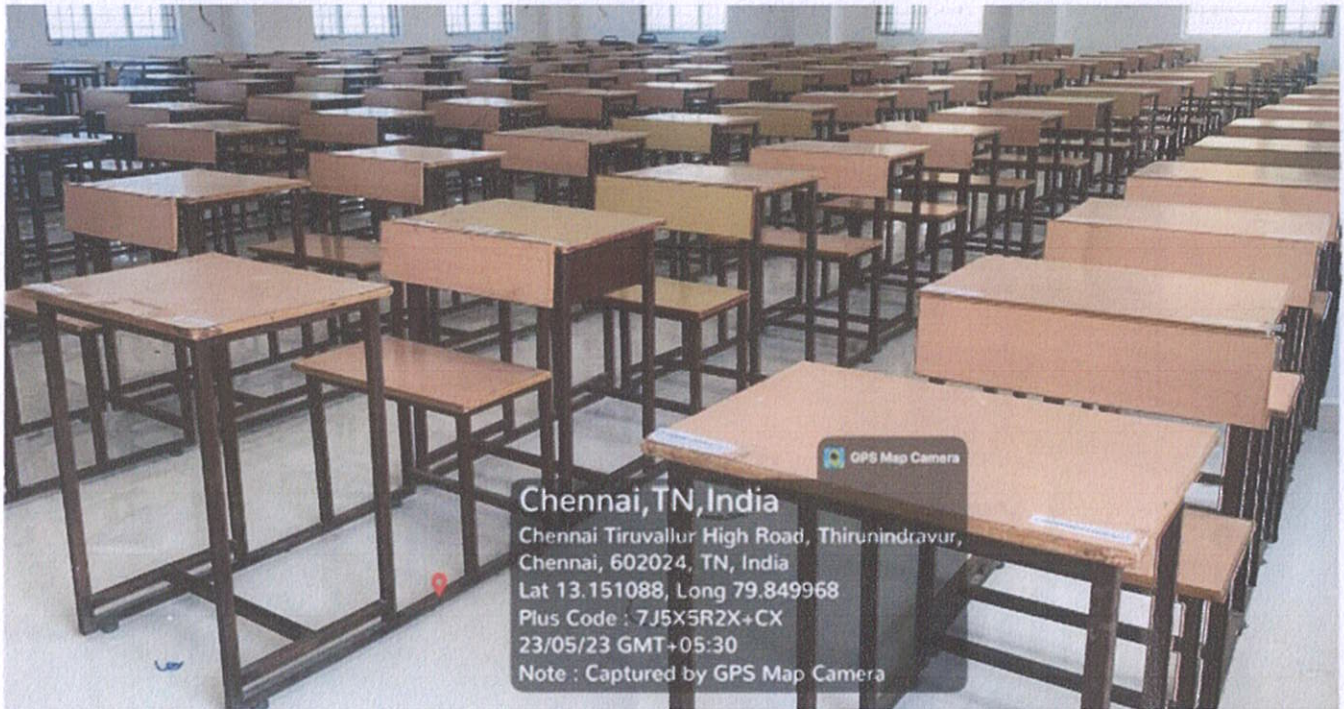 GPS Map Camera
Chennai,TN,India
Chennai Tiruvallur High Road, Thirunindravur,
Chennai, 602024, TN, India
Lat 13.151088, Long 79.849968
Plus Code : 7J5X5R2X+CX
23/05/23 GMT+05:30
Note : Captured by GPS Map Camera